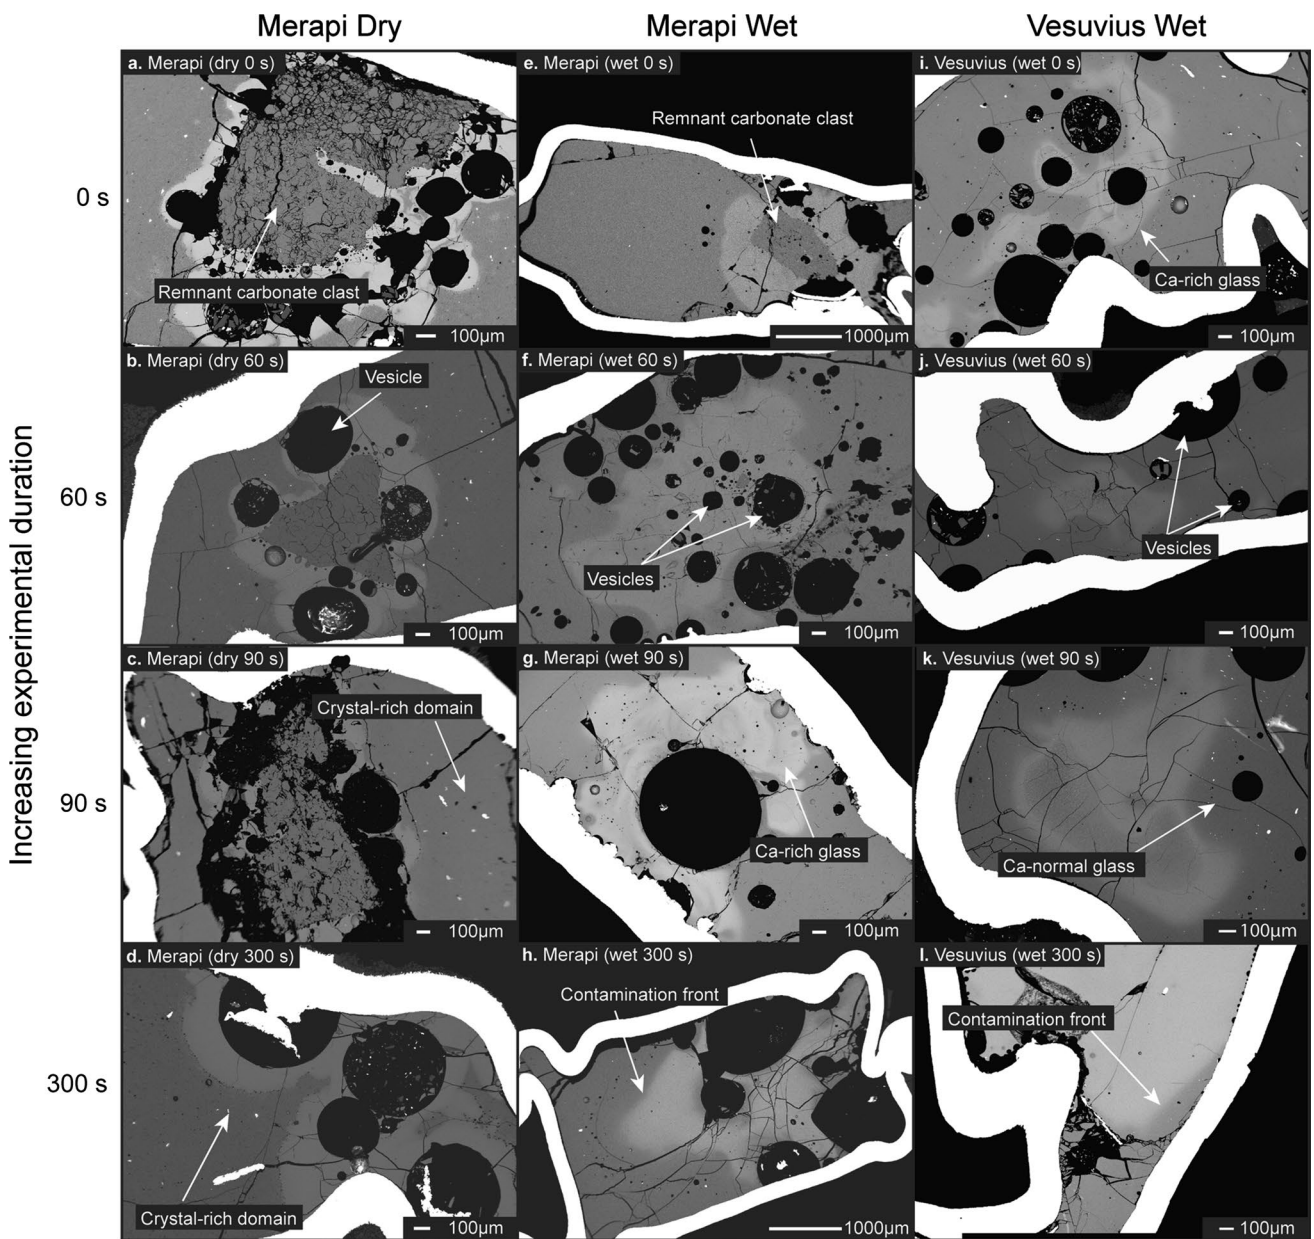 Merapi Dry
Merapi Wet
Vesuvius Wet
Increasing experimental duration
0 s
a. Merapi (dry 0 s)
Remnant carbonate clast
100µm
e. Merapi (wet 0 s)
Remnant carbonate clast
1000µm
i. Vesuvius (wet 0 s)
Ca-rich glass
100µm
60 s
b. Merapi (dry 60 s)
Vesicle
100µm
f. Merapi (wet 60 s)
Vesicles
100µm
j. Vesuvius (wet 60 s)
Vesicles
100µm
90 s
c. Merapi (dry 90 s)
Crystal-rich domain
100µm
g. Merapi (wet 90 s)
Ca-rich glass
100µm
k. Vesuvius (wet 90 s)
Ca-normal glass
100µm
300 s
d. Merapi (dry 300 s)
Crystal-rich domain
100µm
h. Merapi (wet 300 s)
Contamination front
1000µm
l. Vesuvius (wet 300 s)
Contamination front
100µm